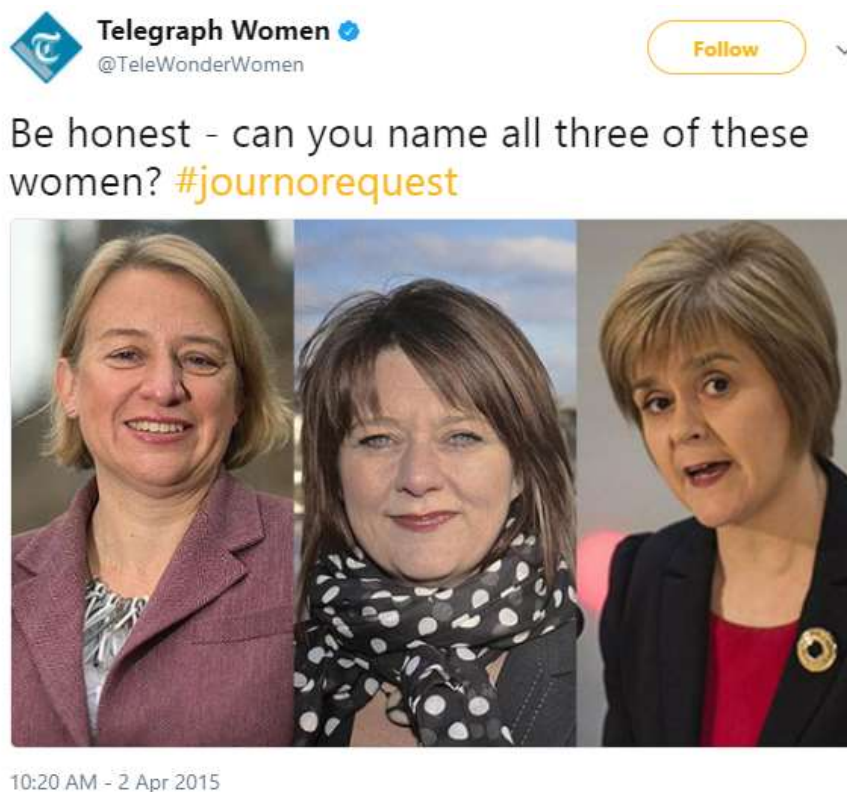 Telegraph Women
@TeleWonderWomen
Follow
Be honest - can you name all three of these
women? #journorequest
10:20 AM - 2 Apr 2015